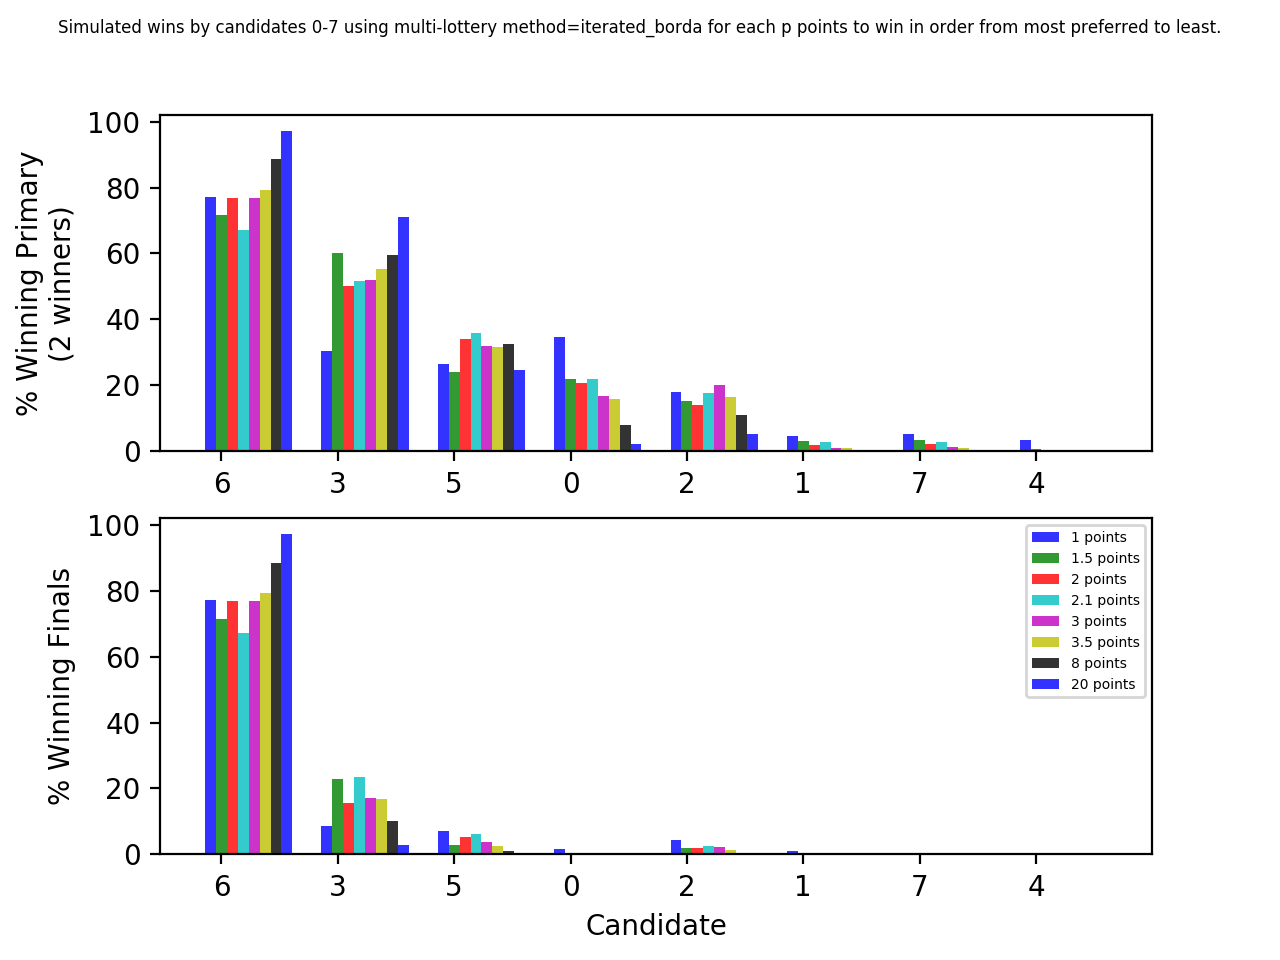 Simulated wins by candidates 0-7 using multi-lottery method=iterated_borda for each p points to win in order from most preferred to least.
% Winning Primary
(2 winners)
100
80
60
40
20
0
6 3 5 0 2 1 7 4
% Winning Finals
100
80
60
40
20
0
1 points
1.5 points
2 points
2.1 points
3 points
3.5 points
8 points
20 points
6 3 5 0 2 1 7 4
Candidate